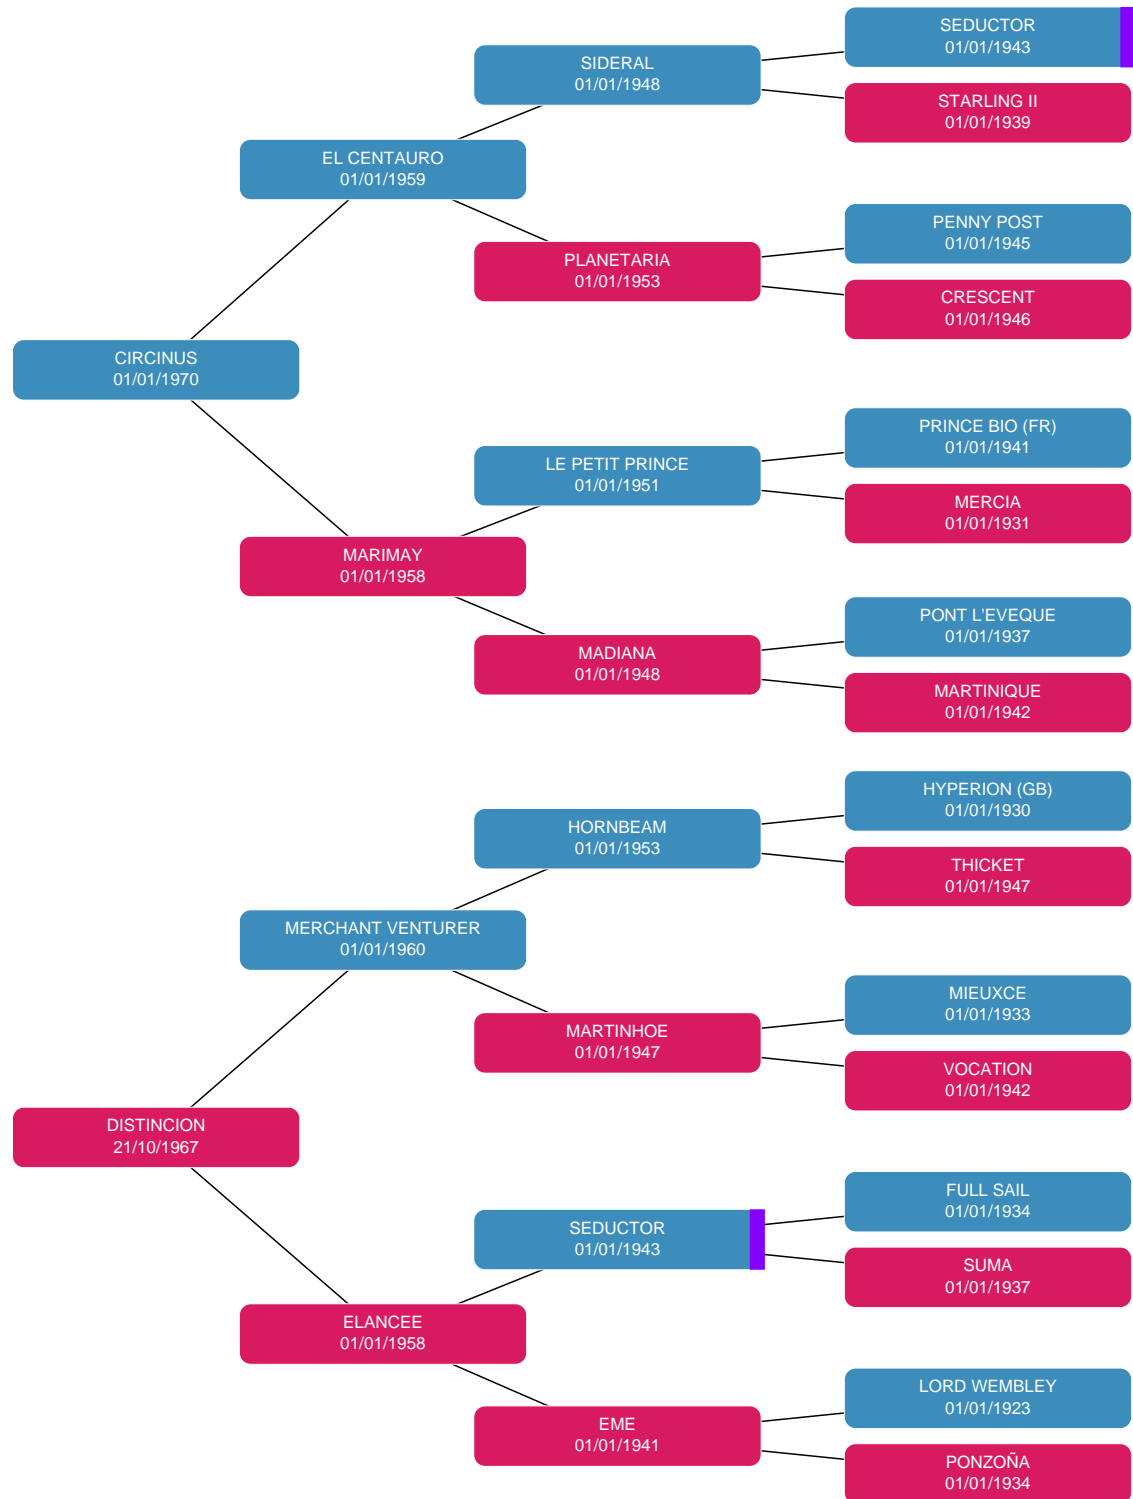 SEDUCTOR
01/01/1943
SIDERAL
01/01/1948
STARLING II
01/01/1939
EL CENTAURO
01/01/1959
PENNY POST
01/01/1945
PLANETARIA
01/01/1953
CRESCENT
01/01/1946
CIRCINUS
01/01/1970
PRINCE BIO (FR)
01/01/1941
LE PETIT PRINCE
01/01/1951
MERCIA
01/01/1931
MARIMAY
01/01/1958
PONT L'EVEQUE
01/01/1937
MADIANA
01/01/1948
MARTINIQUE
01/01/1942
HYPERION (GB)
01/01/1930
HORNBEAM
01/01/1953
THICKET
01/01/1947
MERCHANT VENTURER
01/01/1960
MIEUXCE
01/01/1933
MARTINHOE
01/01/1947
VOCATION
01/01/1942
DISTINCION
21/10/1967
FULL SAIL
01/01/1934
SEDUCTOR
01/01/1943
SUMA
01/01/1937
ELANCEE
01/01/1958
LORD WEMBLEY
01/01/1923
EME
01/01/1941
PONZOÑA
01/01/1934